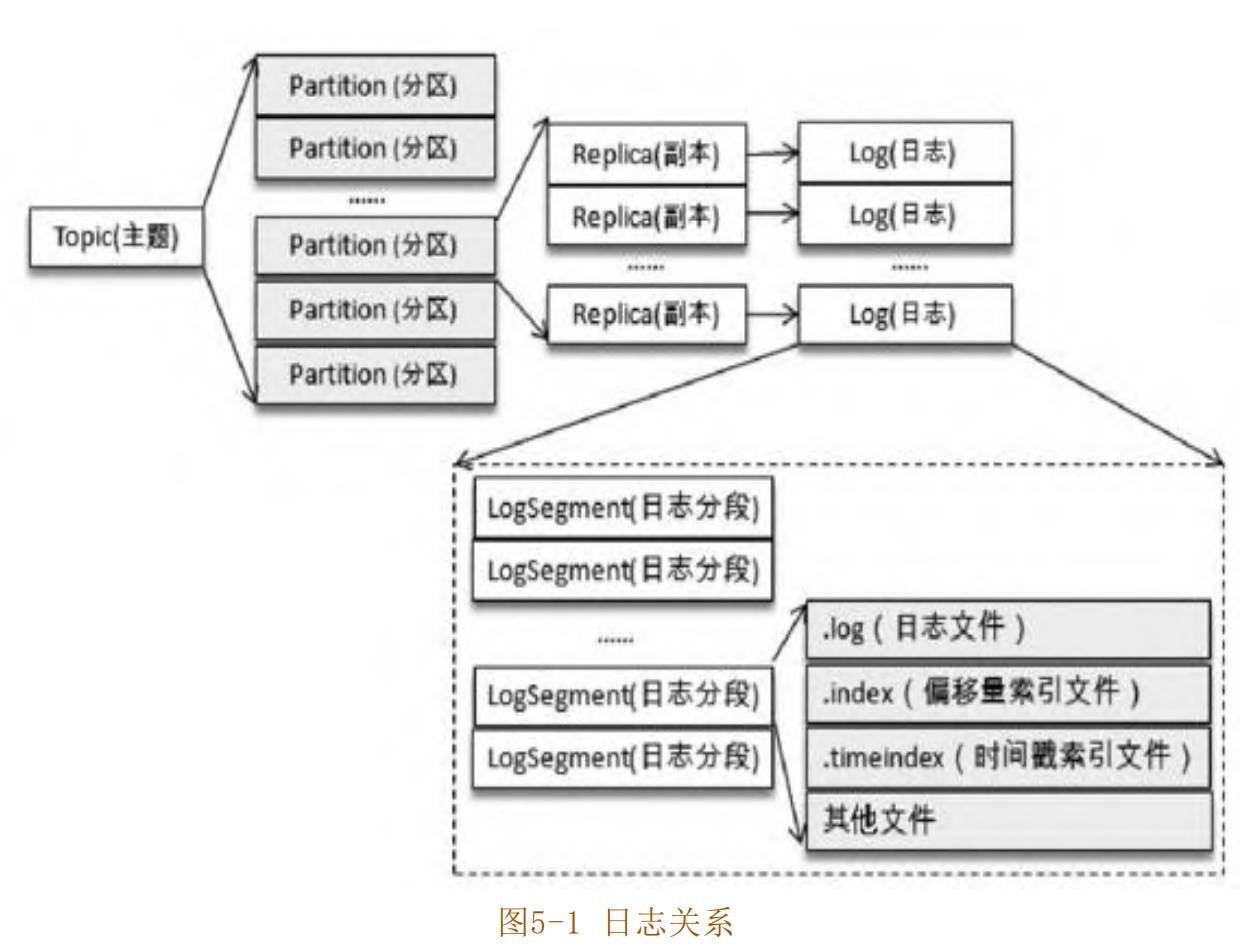 Topic(主题)
Partition (分区)
Partition (分区)
......
Partition (分区)
Partition (分区)
Partition (分区)
Replica(副本)
Replica(副本)
......
Replica(副本)
Log(日志)
Log(日志)
......
Log(日志)
LogSegment(日志分段)
LogSegment(日志分段)
......
LogSegment(日志分段)
LogSegment(日志分段)
.log（日志文件）
.index（偏移量索引文件）
.timeindex（时间戳索引文件）
其他文件
图5-1 日志关系